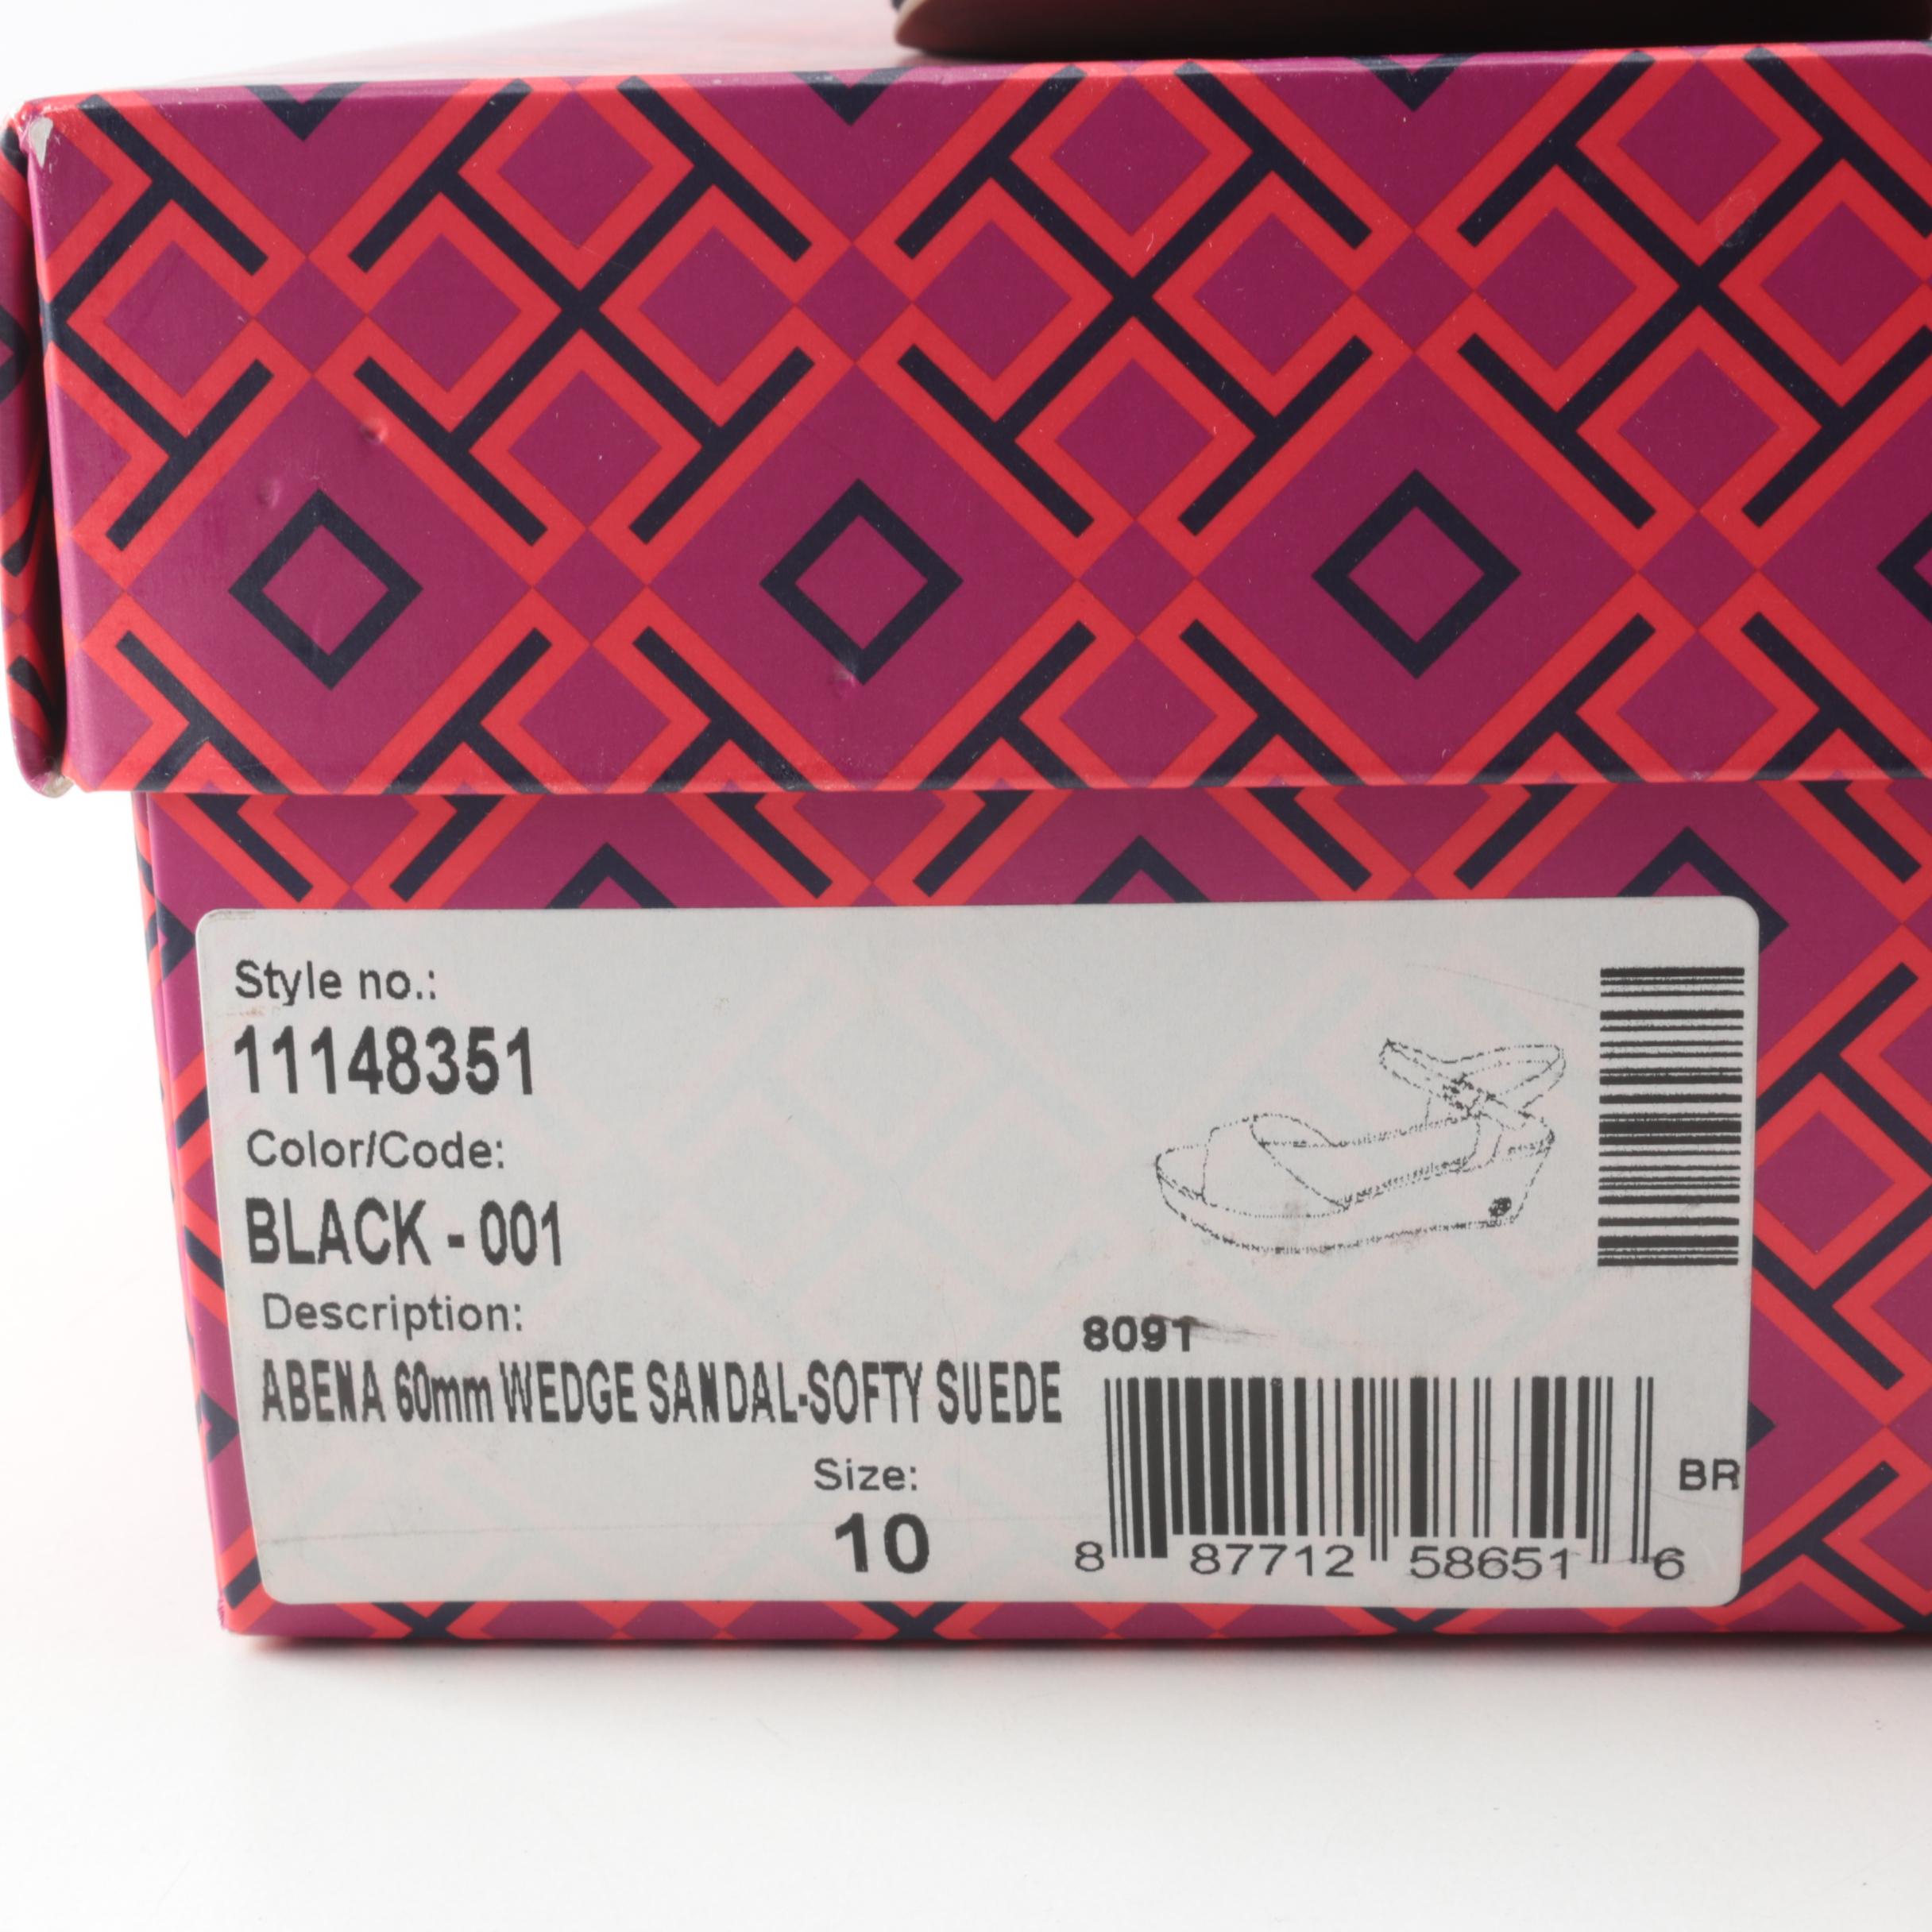 Style no.:
11148351
Color/Code:
BLACK - 001
Description:
ABENA 60mm WEDGE SANDAL-SOFTY SUEDE
Size:
10
8091
BR
8 87712 58651 6